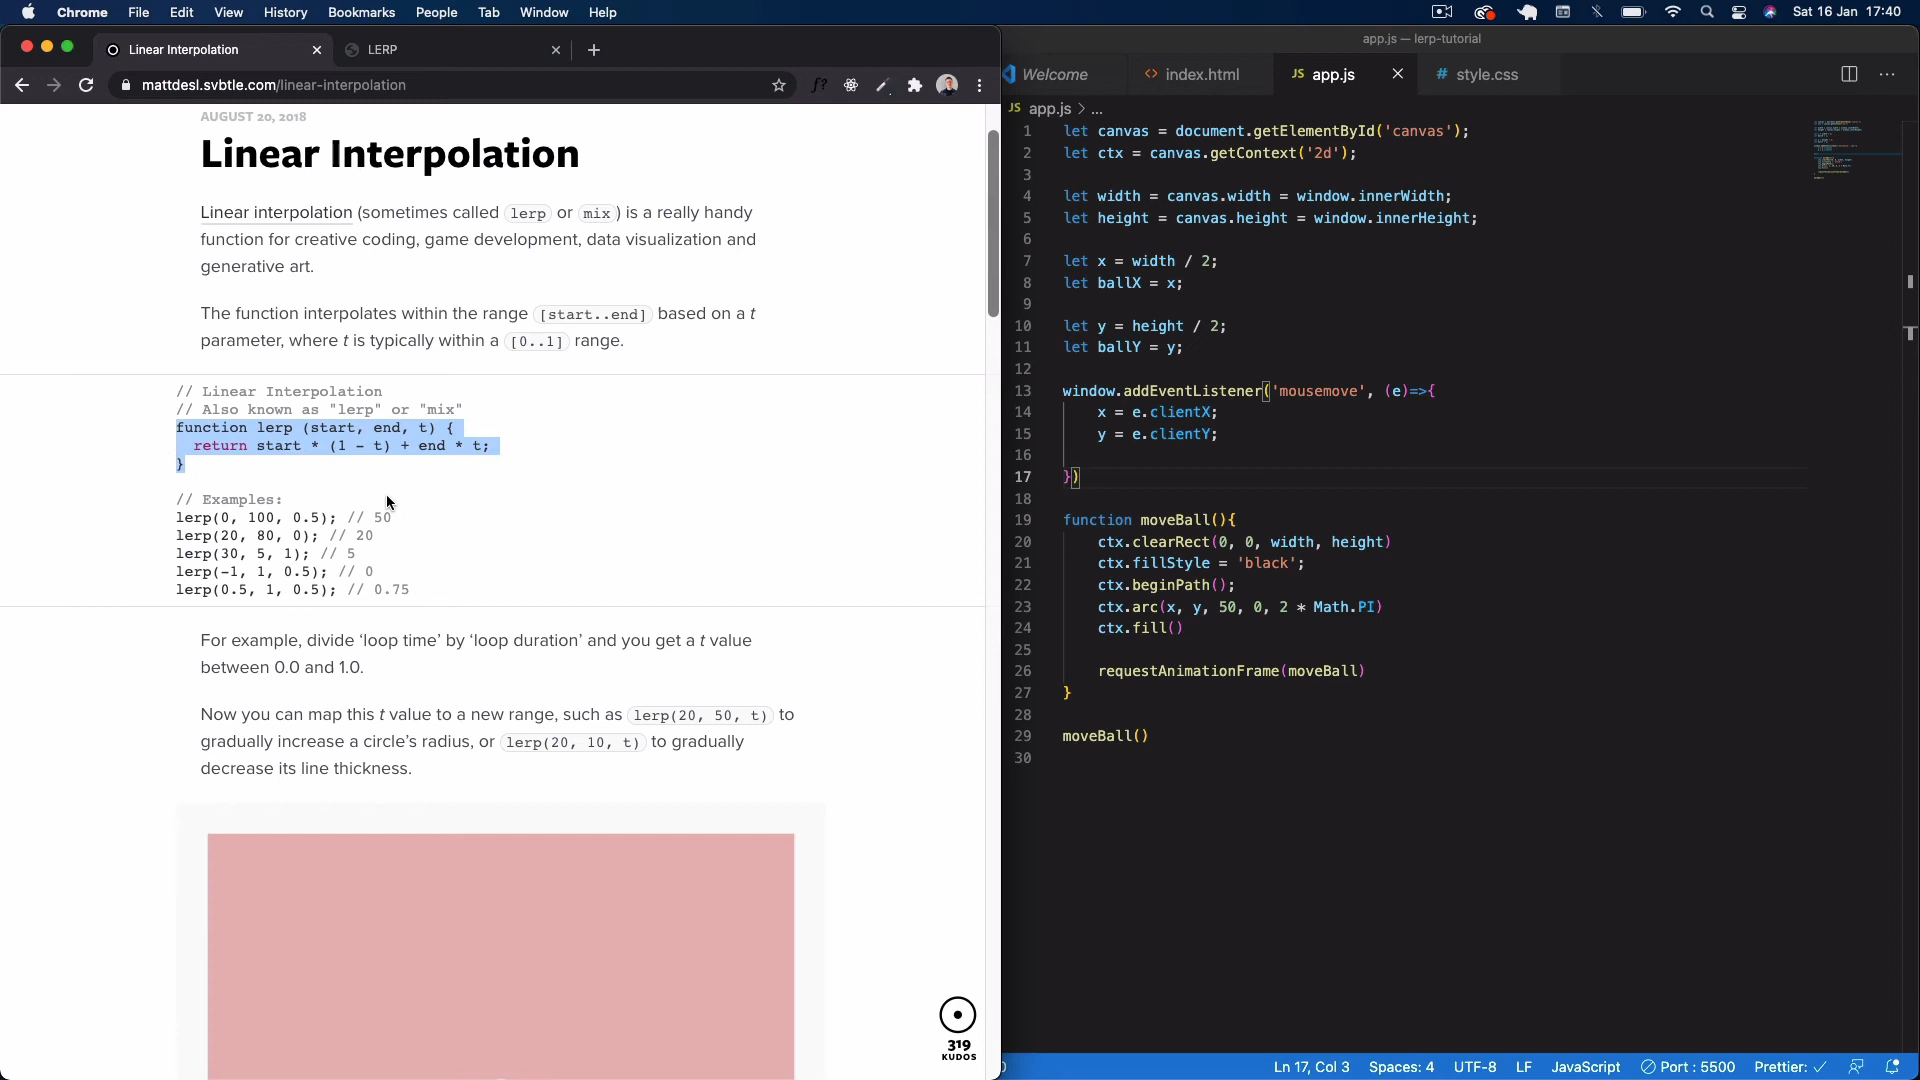 Chrome File Edit View History Bookmarks People Tab Window Help Sat 16 Jan 17:40
Linear Interpolation
LERP
mattdesl.svbtle.com/linear-interpolation
AUGUST 20, 2018
Linear Interpolation
Linear interpolation (sometimes called lerp or mix) is a really handy
function for creative coding, game development, data visualization and
generative art.
The function interpolates within the range [start..end] based on a t
parameter, where t is typically within a [0..1] range.
// Linear Interpolation
// Also known as "lerp" or "mix"
function lerp (start, end, t) {
return start * (1 - t) + end * t;
}
// Examples:
lerp(0, 100, 0.5); // 50
lerp(20, 80, 0); // 20
lerp(30, 5, 1); // 5
lerp(-1, 1, 0.5); // 0
lerp(0.5, 1, 0.5); // 0.75
For example, divide ‘loop time’ by ‘loop duration’ and you get a t value
between 0.0 and 1.0.
Now you can map this t value to a new range, such as lerp(20, 50, t) to
gradually increase a circle’s radius, or lerp(20, 10, t) to gradually
decrease its line thickness.
319
KUDOS
app.js — lerp-tutorial
Welcome
index.html
JS app.js
# style.css
JS app.js > ...
1 let canvas = document.getElementById('canvas');
2 let ctx = canvas.getContext('2d');
3
4 let width = canvas.width = window.innerWidth;
5 let height = canvas.height = window.innerHeight;
6
7 let x = width / 2;
8 let ballX = x;
9
10 let y = height / 2;
11 let ballY = y;
12
13 window.addEventListener('mousemove', (e)=>{
14 x = e.clientX;
15 y = e.clientY;
16
17 })
18
19 function moveBall(){
20 ctx.clearRect(0, 0, width, height)
21 ctx.fillStyle = 'black';
22 ctx.beginPath();
23 ctx.arc(x, y, 50, 0, 2 * Math.PI)
24 ctx.fill()
25
26 requestAnimationFrame(moveBall)
27 }
28
29 moveBall()
30
Ln 17, Col 3 Spaces: 4 UTF-8 LF JavaScript Port : 5500 Prettier: ✓